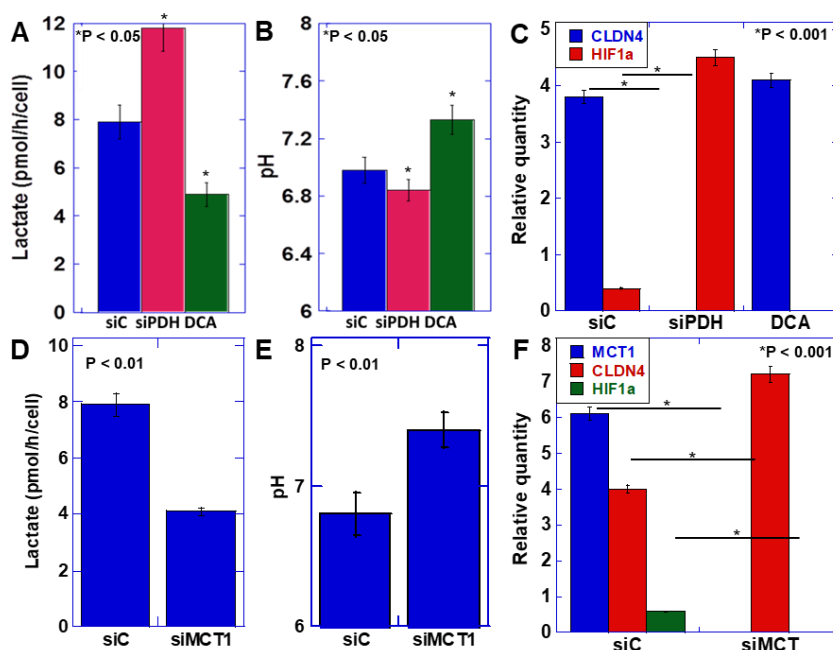 A
*P < 0.05
Lactate (pmol/h/cell)
12
10
8
6
4
2
0
*
*
siC siPDH DCA
B
*P < 0.05
pH
8
7.6
7.2
6.8
6.4
6
*
*
siC siPDH DCA
C
CLDN4
HIF1a
*P < 0.001
Relative quantity
5
4
3
2
1
0
*
*
siC siPDH DCA
D
P < 0.01
Lactate (pmol/h/cell)
10
8
6
4
2
0
siC siMCT1
E
P < 0.01
pH
8
7
6
siC siMCT1
F
MCT1
CLDN4
HIF1a
*P < 0.001
Relative quantity
8
7
6
5
4
3
2
1
0
*
*
*
siC siMCT